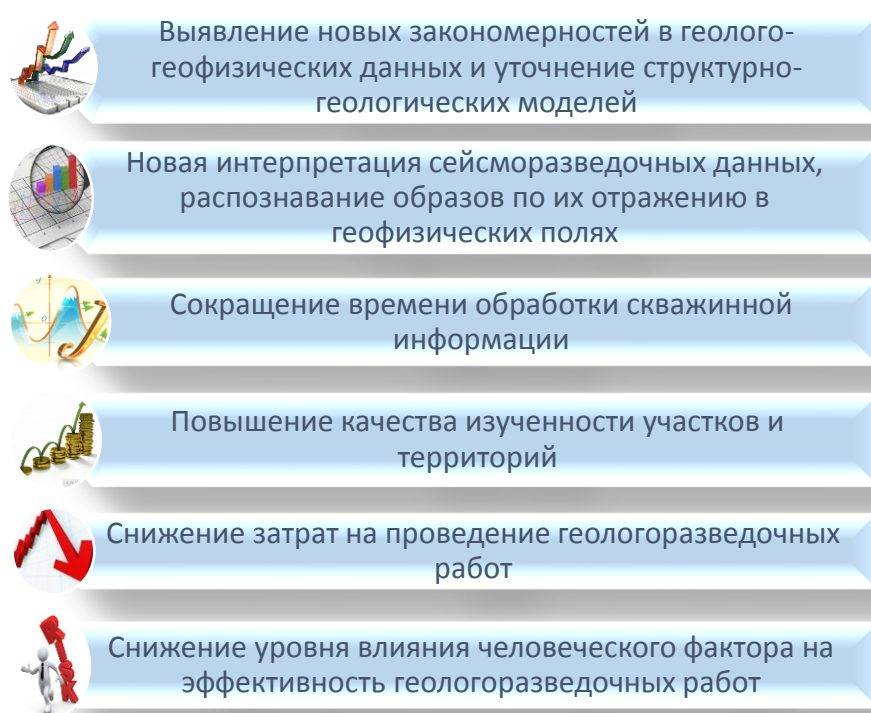 Выявление новых закономерностей в геолого-
геофизических данных и уточнение структурно-
геологических моделей
Новая интерпретация сейсморазведочных данных,
распознавание образов по их отражению в
геофизических полях
Сокращение времени обработки скважинной
информации
Повышение качества изученности участков и
территорий
Снижение затрат на проведение геологоразведочных
работ
RISK
Снижение уровня влияния человеческого фактора на
эффективность геологоразведочных работ